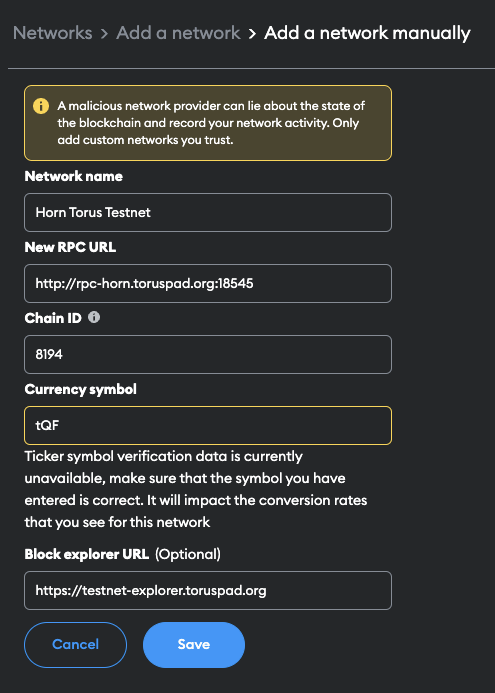 Networks > Add a network > Add a network manually
A malicious network provider can lie about the state of
the blockchain and record your network activity. Only
add custom networks you trust.
Network name
Horn Torus Testnet
New RPC URL
http://rpc-horn.toruspad.org:18545
Chain ID
8194
Currency symbol
tQF
Ticker symbol verification data is currently
unavailable, make sure that the symbol you have
entered is correct. It will impact the conversion rates
that you see for this network
Block explorer URL (Optional)
https://testnet-explorer.toruspad.org
Cancel Save